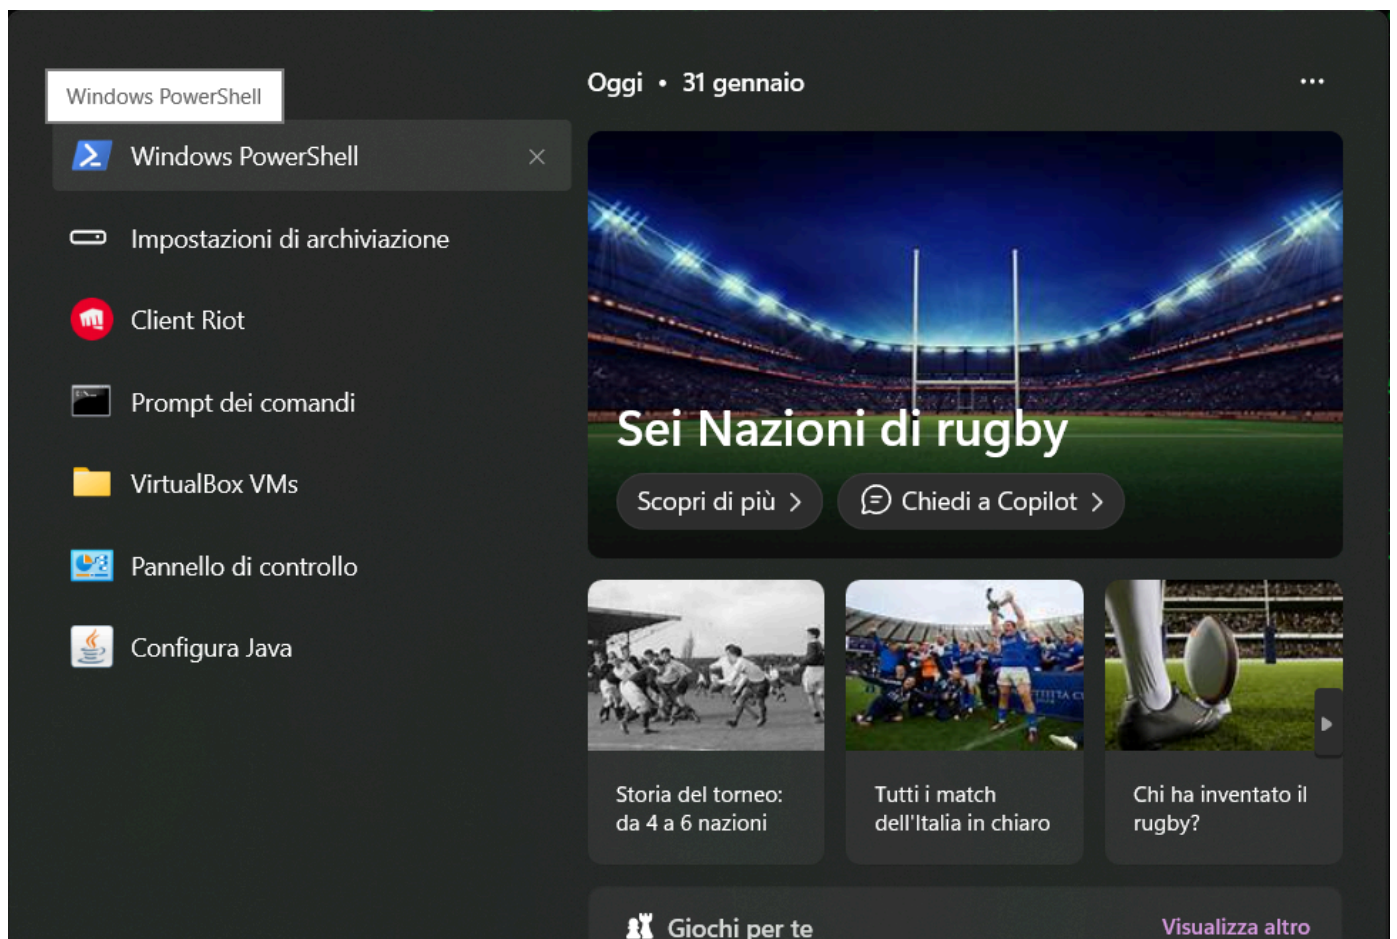 Windows PowerShell
Windows PowerShell
Impostazioni di archiviazione
Client Riot
Prompt dei comandi
VirtualBox VMs
Pannello di controllo
Configura Java
Oggi • 31 gennaio
Sei Nazioni di rugby
Scopri di più
Chiedi a Copilot
Storia del torneo:
da 4 a 6 nazioni
Tutti i match
dell'Italia in chiaro
Chi ha inventato il
rugby?
Giochi per te
Visualizza altro